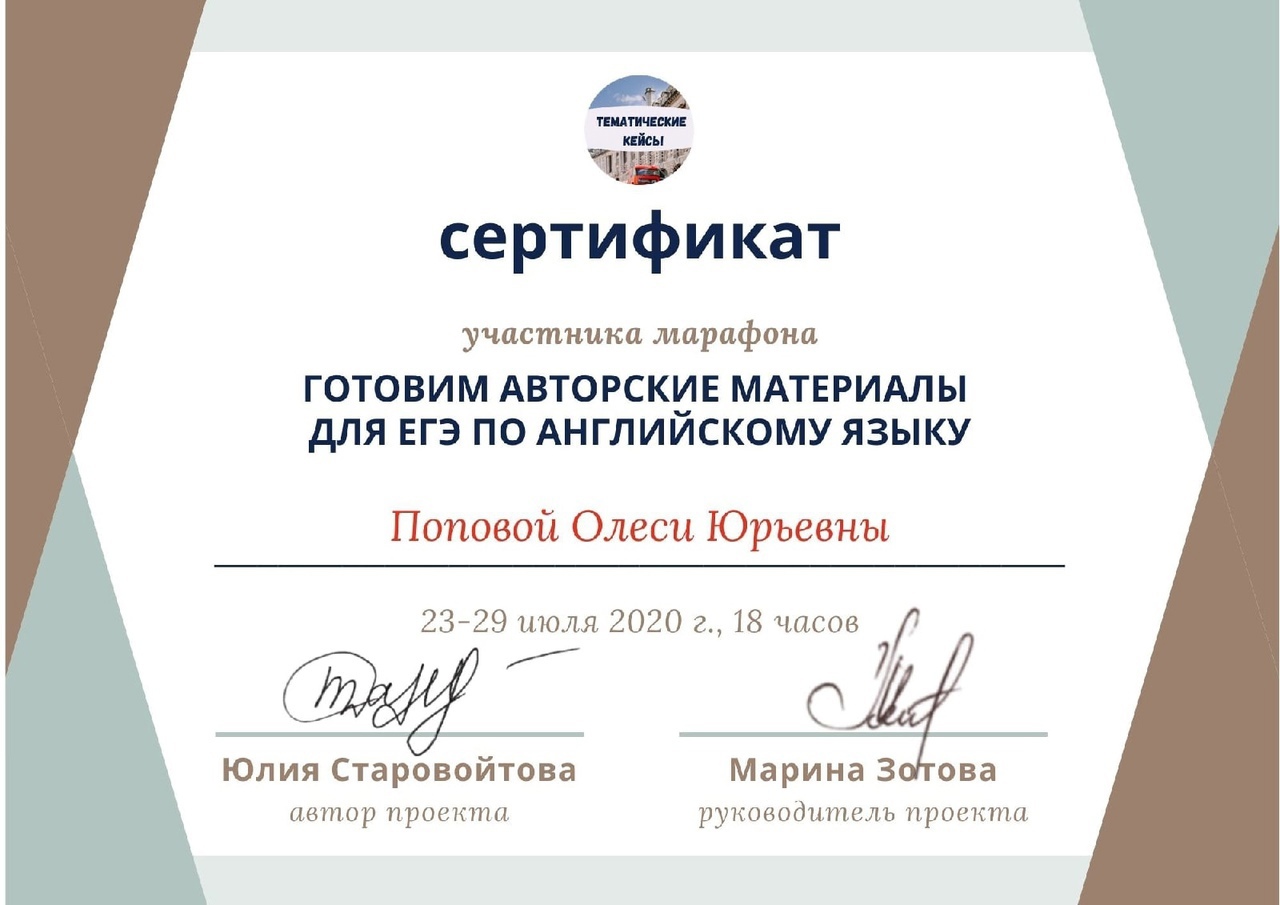 ТЕМАТИЧЕСКИЕ
КЕЙСЫ
сертификат
участника марафона
ГОТОВИМ АВТОРСКИЕ МАТЕРИАЛЫ
ДЛЯ ЕГЭ ПО АНГЛИЙСКОМУ ЯЗЫКУ
Поповой Олеси Юрьевны
23-29 июля 2020 г., 18 часов
Юлия Старовойтова
автор проекта
Марина Зотова
руководитель проекта